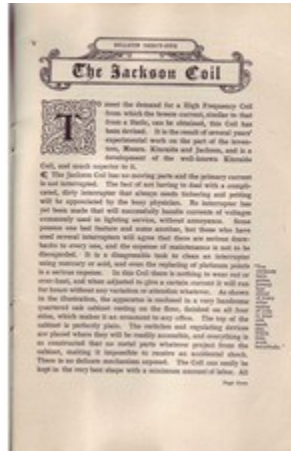 BULLETIN THIRTY-FIVE
The Jackson Coil
TO meet the demand for a High Frequency Coil
from which the breeze current, similar to that
from a Static, can be obtained, this Coil has
been devised. It is the result of several years'
experimental work on the part of the inven-
tors, Messrs. Kinraide and Jackson, and is a
development of the well-known Kinraide
Coil, and much superior to it.
The Jackson Coil has no moving parts and the primary current
is not interrupted. The fact of not having to deal with a compli-
cated, dirty interrupter that always needs tinkering and petting
will be appreciated by the busy physician. No interrupter has
yet been made that will successfully handle currents of voltages
commonly used in lighting service, without annoyance. Some
possess one bad feature and some another, but those who have
used several interrupters will agree that there are serious draw-
backs to every one, and the expense of maintenance is not to be
disregarded. It is a disagreeable task to clean an interrupter
using mercury or acid, and even the replacing of platinum points
is a serious expense. In this Coil there is nothing to wear out or
over-heat, and when adjusted to give a certain current it will run
for hours without any variation or attention whatever. As shown
in the illustration, the apparatus is enclosed in a very handsome
quartered oak cabinet resting on the floor, finished on all four
sides, which makes it an ornament to any office. The top of the
cabinet is perfectly plain. The switches and regulating devices
are placed where they will be readily accessible, and everything is
so constructed that no metal parts whatever project from the
cabinet, making it impossible to receive an accidental shock.
There is no delicate mechanism exposed. The Coil can easily be
kept in the very best shape with a minimum amount of labor. All